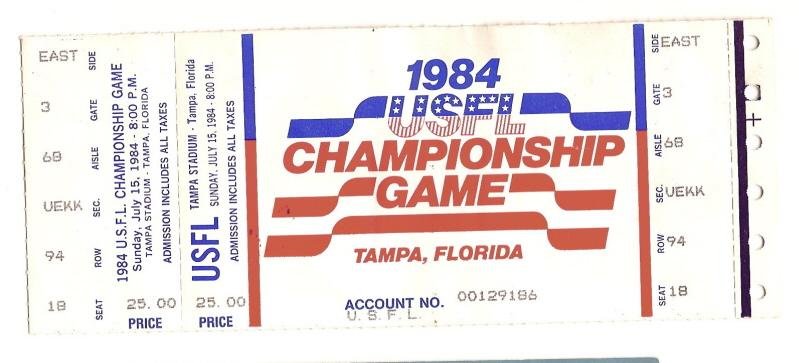 EAST SIDE
3 GATE
68 AISLE
UEKK SEC.
94 ROW
18 SEAT
1984 U.S.F.L. CHAMPIONSHIP GAME
Sunday, July 15, 1984 - 8:00 P.M.
TAMPA STADIUM - TAMPA, FLORIDA
ADMISSION INCLUDES ALL TAXES
25.00
PRICE
USFL
TAMPA STADIUM - Tampa, Florida
SUNDAY, JULY 15, 1984 - 8:00 P.M.
ADMISSION INCLUDES ALL TAXES
25.00
PRICE
1984
USFL
CHAMPIONSHIP
GAME
TAMPA, FLORIDA
ACCOUNT NO. 00129186
U.S.F.L.
SIDE EAST
GATE 3
AISLE 68
SEC. UEKK
ROW 94
SEAT 18